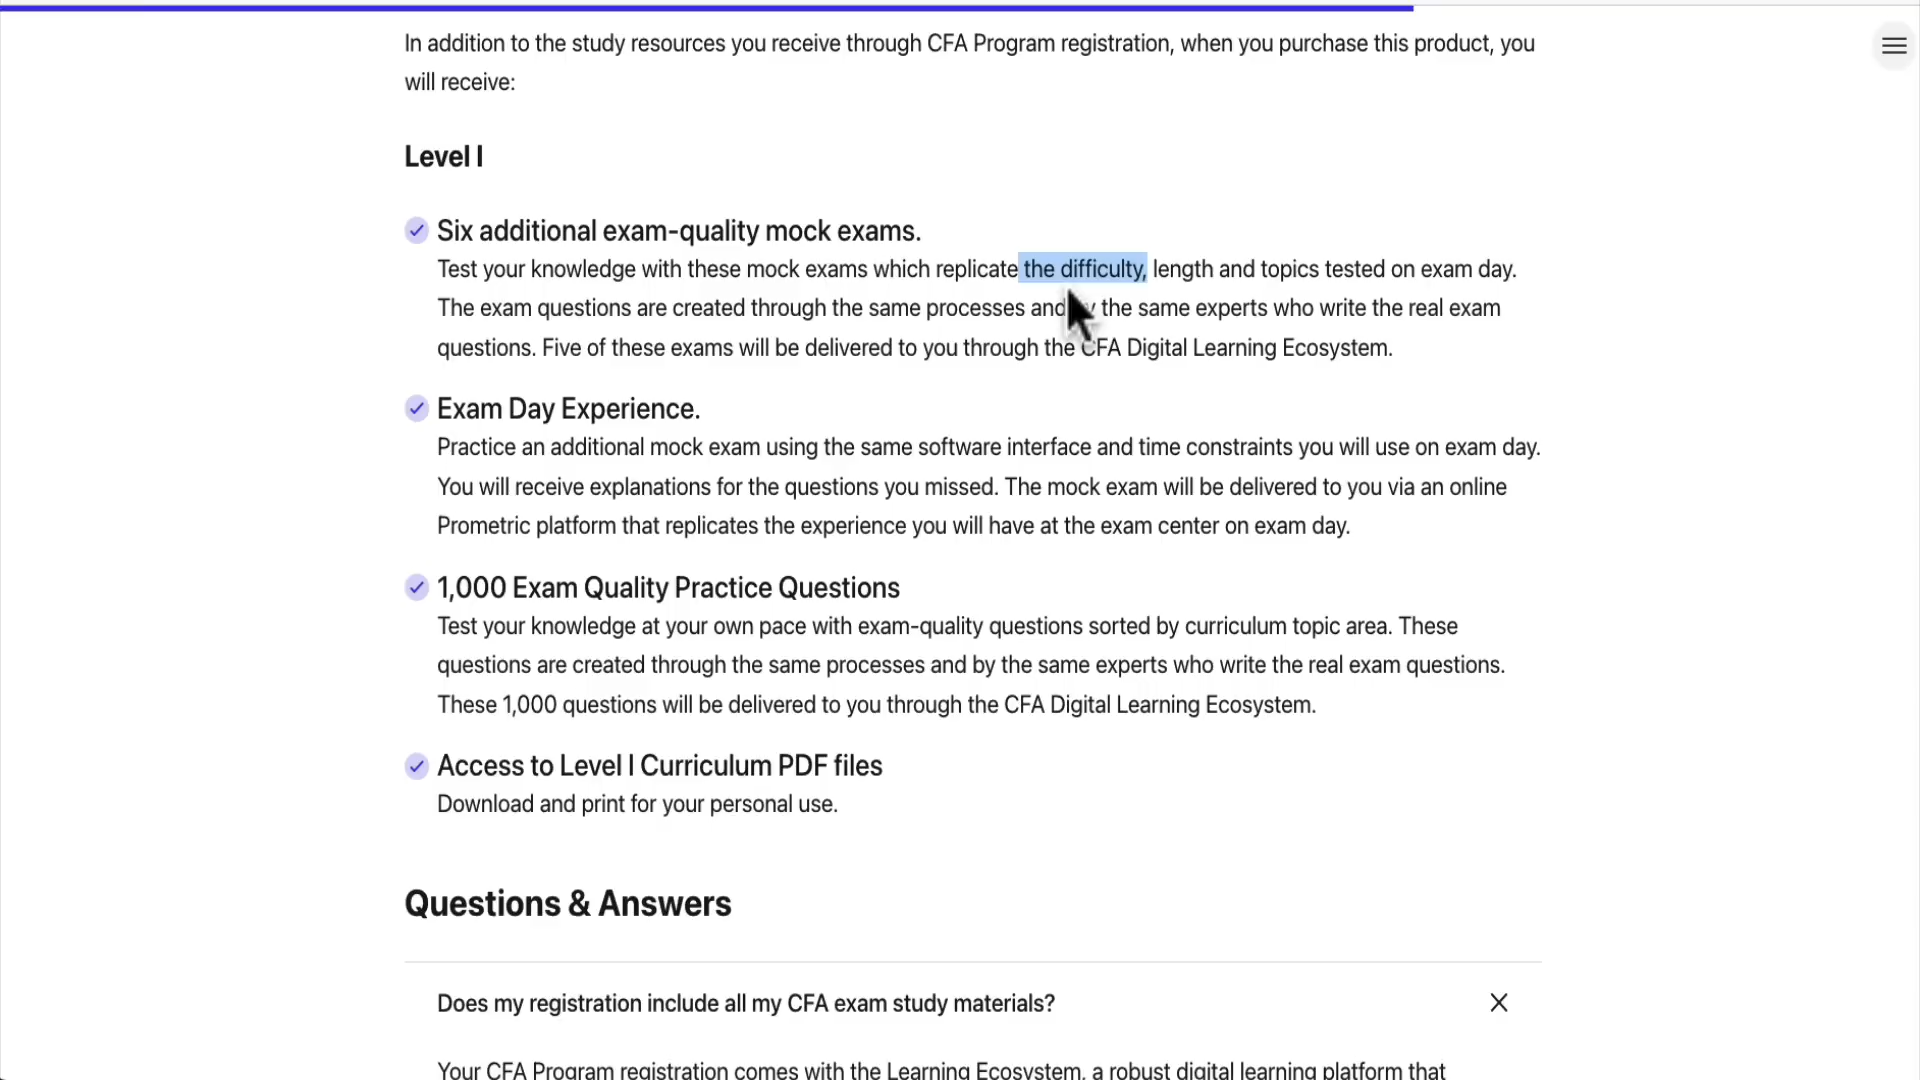 In addition to the study resources you receive through CFA Program registration, when you purchase this product, you
will receive:
Level I
Six additional exam-quality mock exams.
Test your knowledge with these mock exams which replicate the difficulty, length and topics tested on exam day.
The exam questions are created through the same processes and the same experts who write the real exam
questions. Five of these exams will be delivered to you through the CFA Digital Learning Ecosystem.
Exam Day Experience.
Practice an additional mock exam using the same software interface and time constraints you will use on exam day.
You will receive explanations for the questions you missed. The mock exam will be delivered to you via an online
Prometric platform that replicates the experience you will have at the exam center on exam day.
1,000 Exam Quality Practice Questions
Test your knowledge at your own pace with exam-quality questions sorted by curriculum topic area. These
questions are created through the same processes and by the same experts who write the real exam questions.
These 1,000 questions will be delivered to you through the CFA Digital Learning Ecosystem.
Access to Level I Curriculum PDF files
Download and print for your personal use.
Questions & Answers
Does my registration include all my CFA exam study materials?
Your CFA Program registration comes with the Learning Ecosystem, a robust digital learning platform that